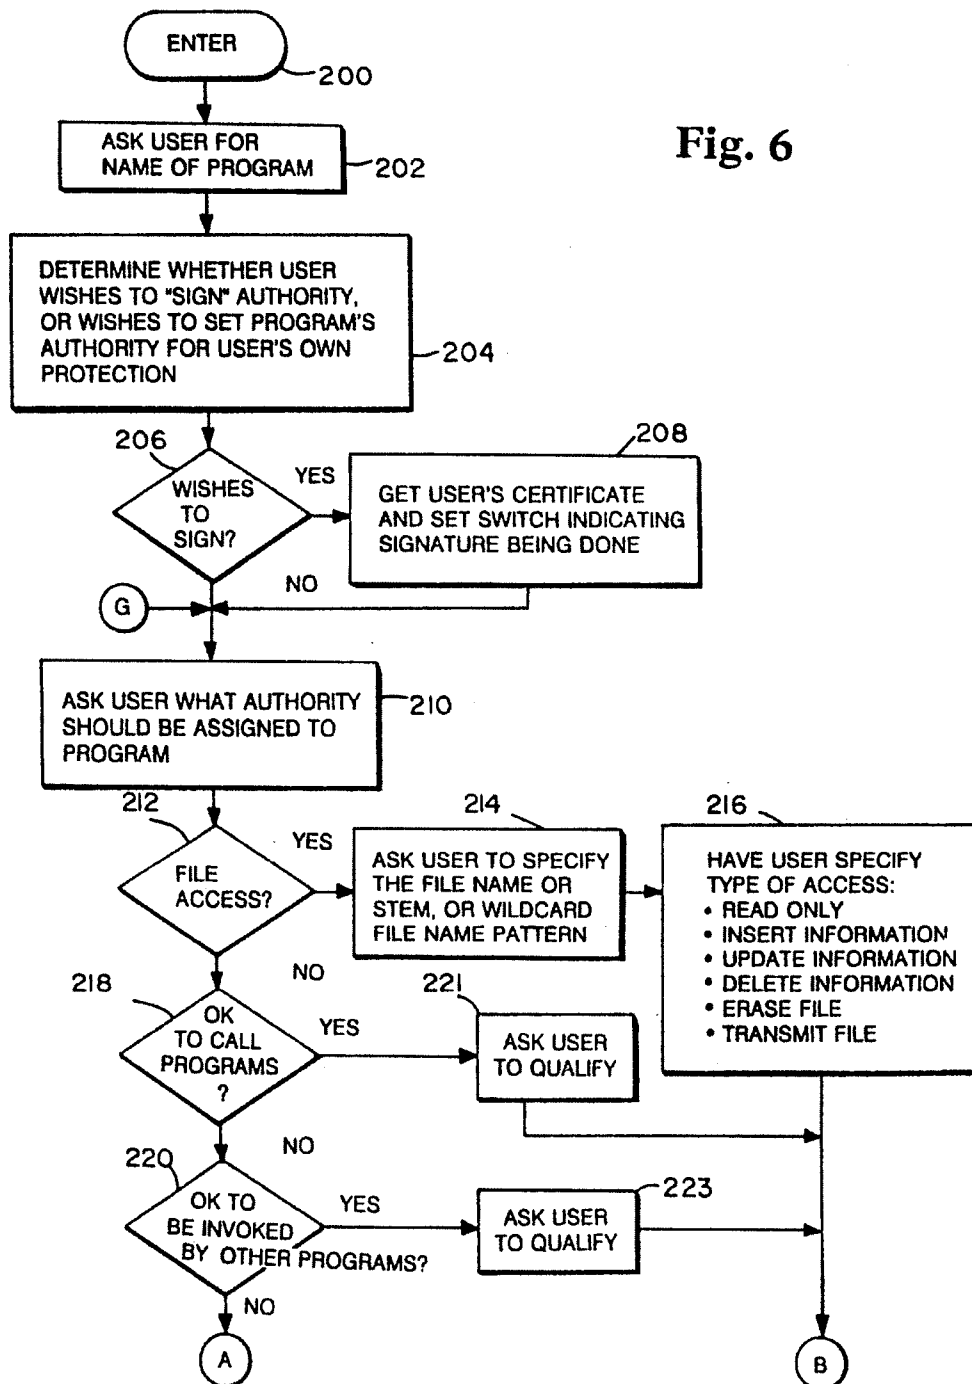 ENTER
200
Fig. 6
ASK USER FOR
NAME OF PROGRAM
202
DETERMINE WHETHER USER
WISHES TO "SIGN" AUTHORITY,
OR WISHES TO SET PROGRAM'S
AUTHORITY FOR USER'S OWN
PROTECTION
204
206
WISHES
TO
SIGN?
YES
208
GET USER'S CERTIFICATE
AND SET SWITCH INDICATING
SIGNATURE BEING DONE
NO
G
ASK USER WHAT AUTHORITY
SHOULD BE ASSIGNED TO
PROGRAM
210
212
FILE
ACCESS?
YES
214
ASK USER TO SPECIFY
THE FILE NAME OR
STEM, OR WILDCARD
FILE NAME PATTERN
216
HAVE USER SPECIFY
TYPE OF ACCESS:
• READ ONLY
• INSERT INFORMATION
• UPDATE INFORMATION
• DELETE INFORMATION
• ERASE FILE
• TRANSMIT FILE
NO
218
OK
TO CALL
PROGRAMS
?
YES
221
ASK USER
TO QUALIFY
NO
220
OK TO
BE INVOKED
BY OTHER PROGRAMS?
YES
223
ASK USER
TO QUALIFY
NO
A
B